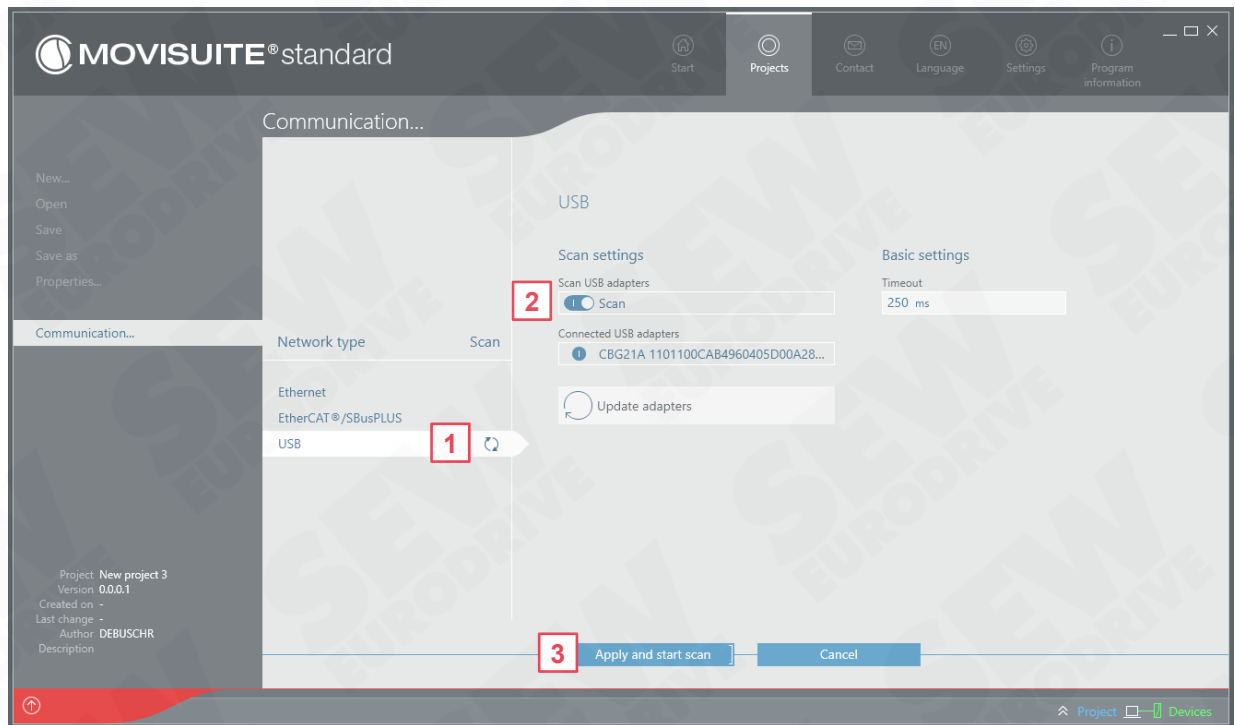 MOVISUITE® standard
Start
Projects
Contact
EN
Language
Settings
Program
information
Communication...
New...
Open
Save
Save as
Properties...
Communication...
Network type Scan
Ethernet
EtherCAT®/SBusPLUS
USB
1
USB
Scan settings
Scan USB adapters
2
Scan
Connected USB adapters
CBG21A 1101100CAB4960405D00A28...
Update adapters
Basic settings
Timeout
250 ms
Project New project 3
Version 0.0.0.1
Created on -
Last change -
Author DEBUSCHR
Description
3
Apply and start scan
Cancel
Project
Devices
SEW
EURODRIVE